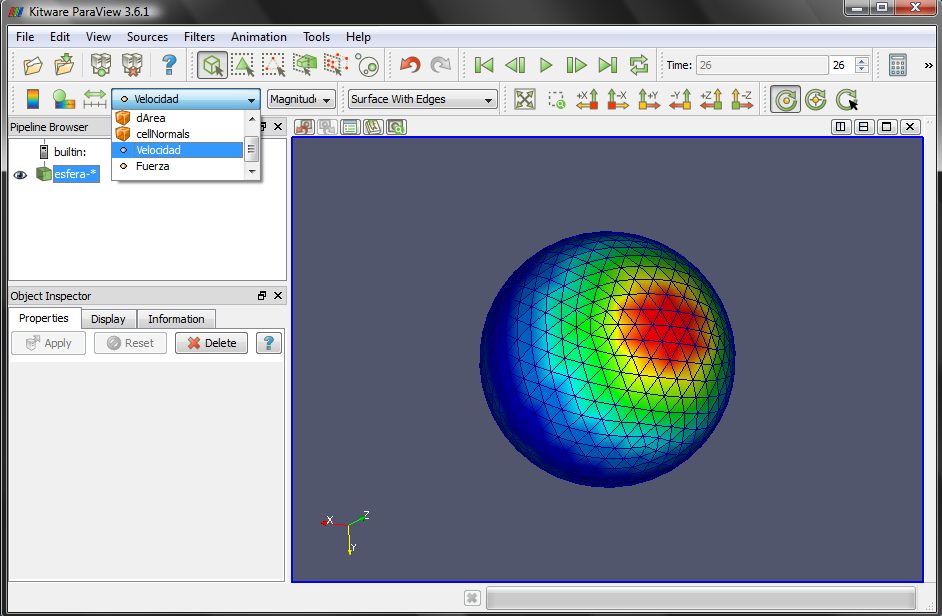 Kitware ParaView 3.6.1
File Edit View Sources Filters Animation Tools Help
? Time: 26 26 »
Velocidad Magnitude Surface With Edges +X -X +Y -Y +Z -Z
Pipeline Browser
dArea
cellNormals
Velocidad
Fuerza
builtin:
esfera-*
Object Inspector
Properties Display Information
Apply Reset Delete ?
X Z
Y